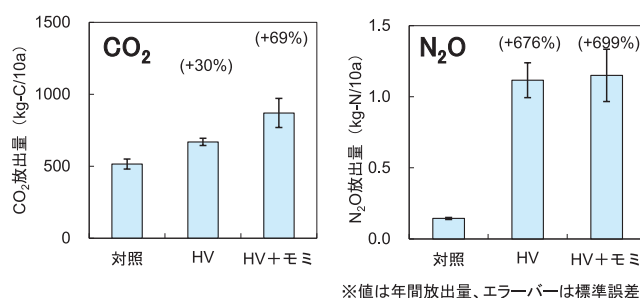 CO₂
(+69%)
(+30%)
1500
1000
500
0
CO₂放出量 (kg-C/10a)
対照
HV
HV+モミ
N₂O
(+676%)
(+699%)
1.5
1.0
0.5
0.0
N₂O放出量 (kg-N/10a)
対照
HV
HV+モミ
※値は年間放出量、エラーバーは標準誤差